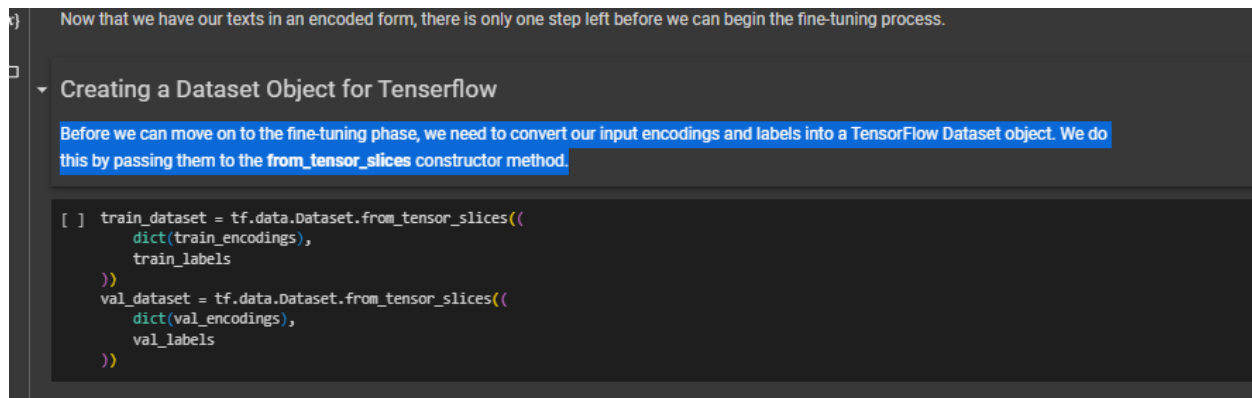 Now that we have our texts in an encoded form, there is only one step left before we can begin the fine-tuning process.
Creating a Dataset Object for Tenserflow
Before we can move on to the fine-tuning phase, we need to convert our input encodings and labels into a TensorFlow Dataset object. We do
this by passing them to the from_tensor_slices constructor method.
[ ] train_dataset = tf.data.Dataset.from_tensor_slices((
dict(train_encodings),
train_labels
))
val_dataset = tf.data.Dataset.from_tensor_slices((
dict(val_encodings),
val_labels
))